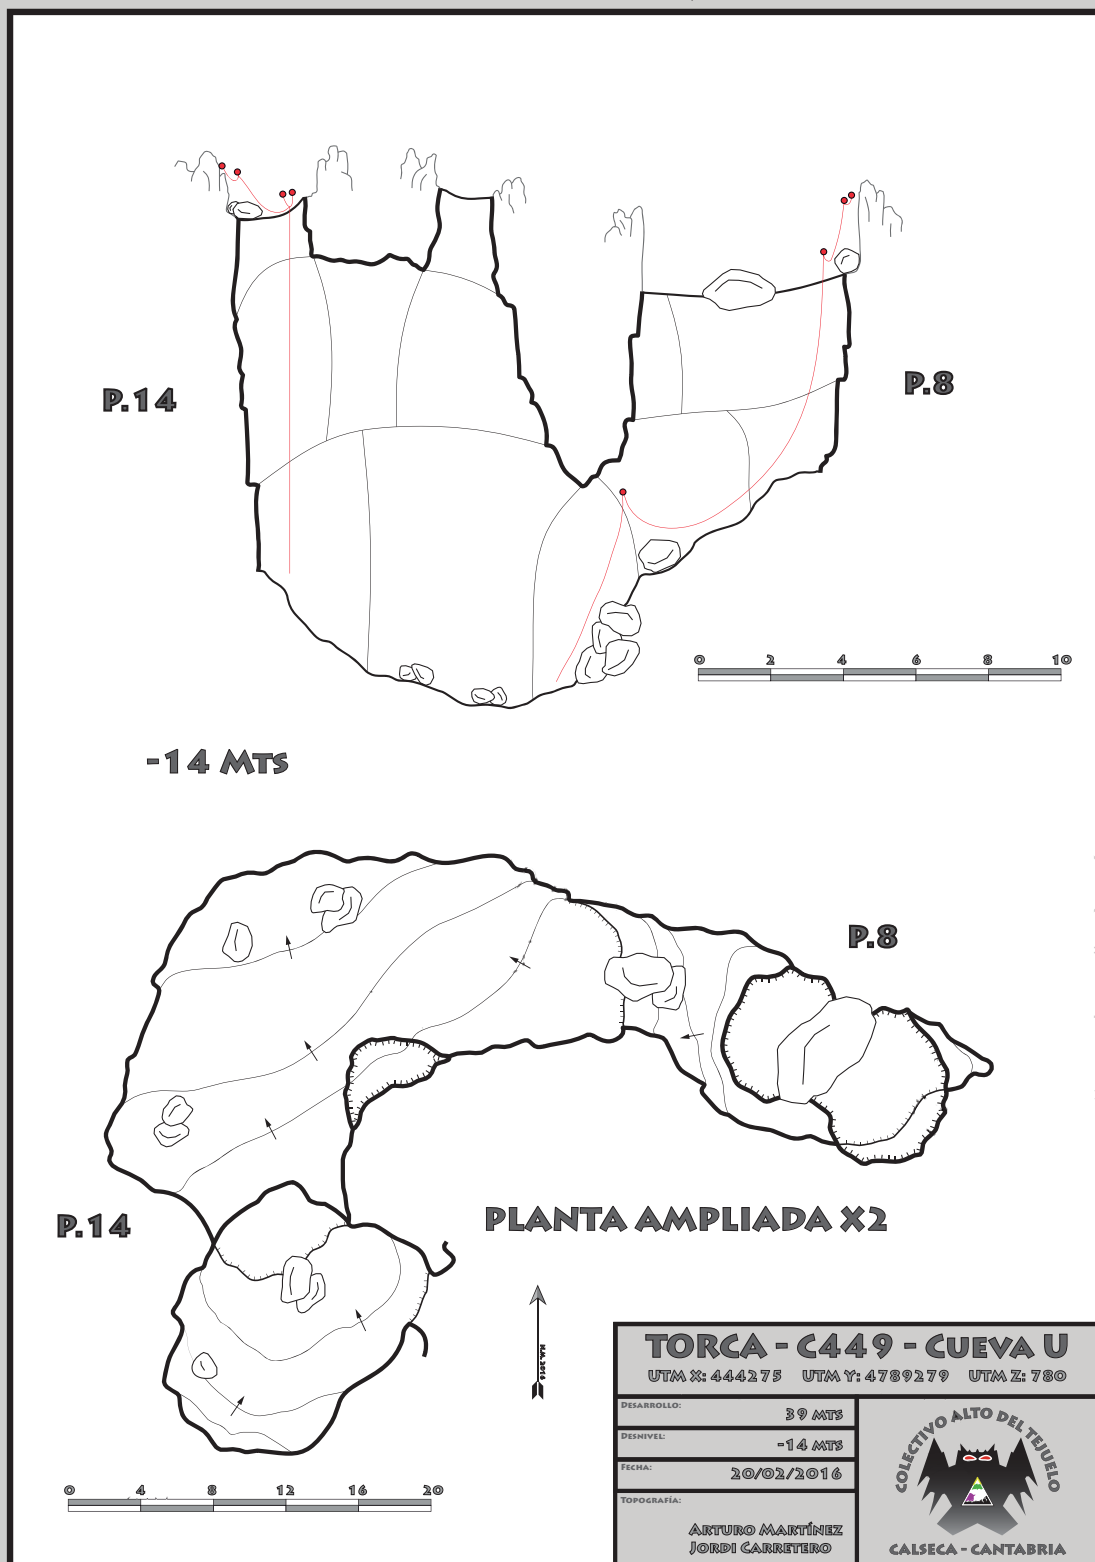 P.14
P.8
0 2 4 6 8 10
-14 MTS
P.8
P.14
PLANTA AMPLIADA X2
N.M. 2016
0 4 8 12 16 20
TORCA - C449 - CUEVA U
UTM X: 444275 UTM Y: 4789279 UTM Z: 780
DESARROLLO:
39 MTS
DESNIVEL:
-14 MTS
FECHA:
20/02/2016
TOPOGRAFÍA:
ARTURO MARTÍNEZ
JORDI CARRETERO
COLECTIVO ALTO DEL TEJUELO
CALSECA - CANTABRIA